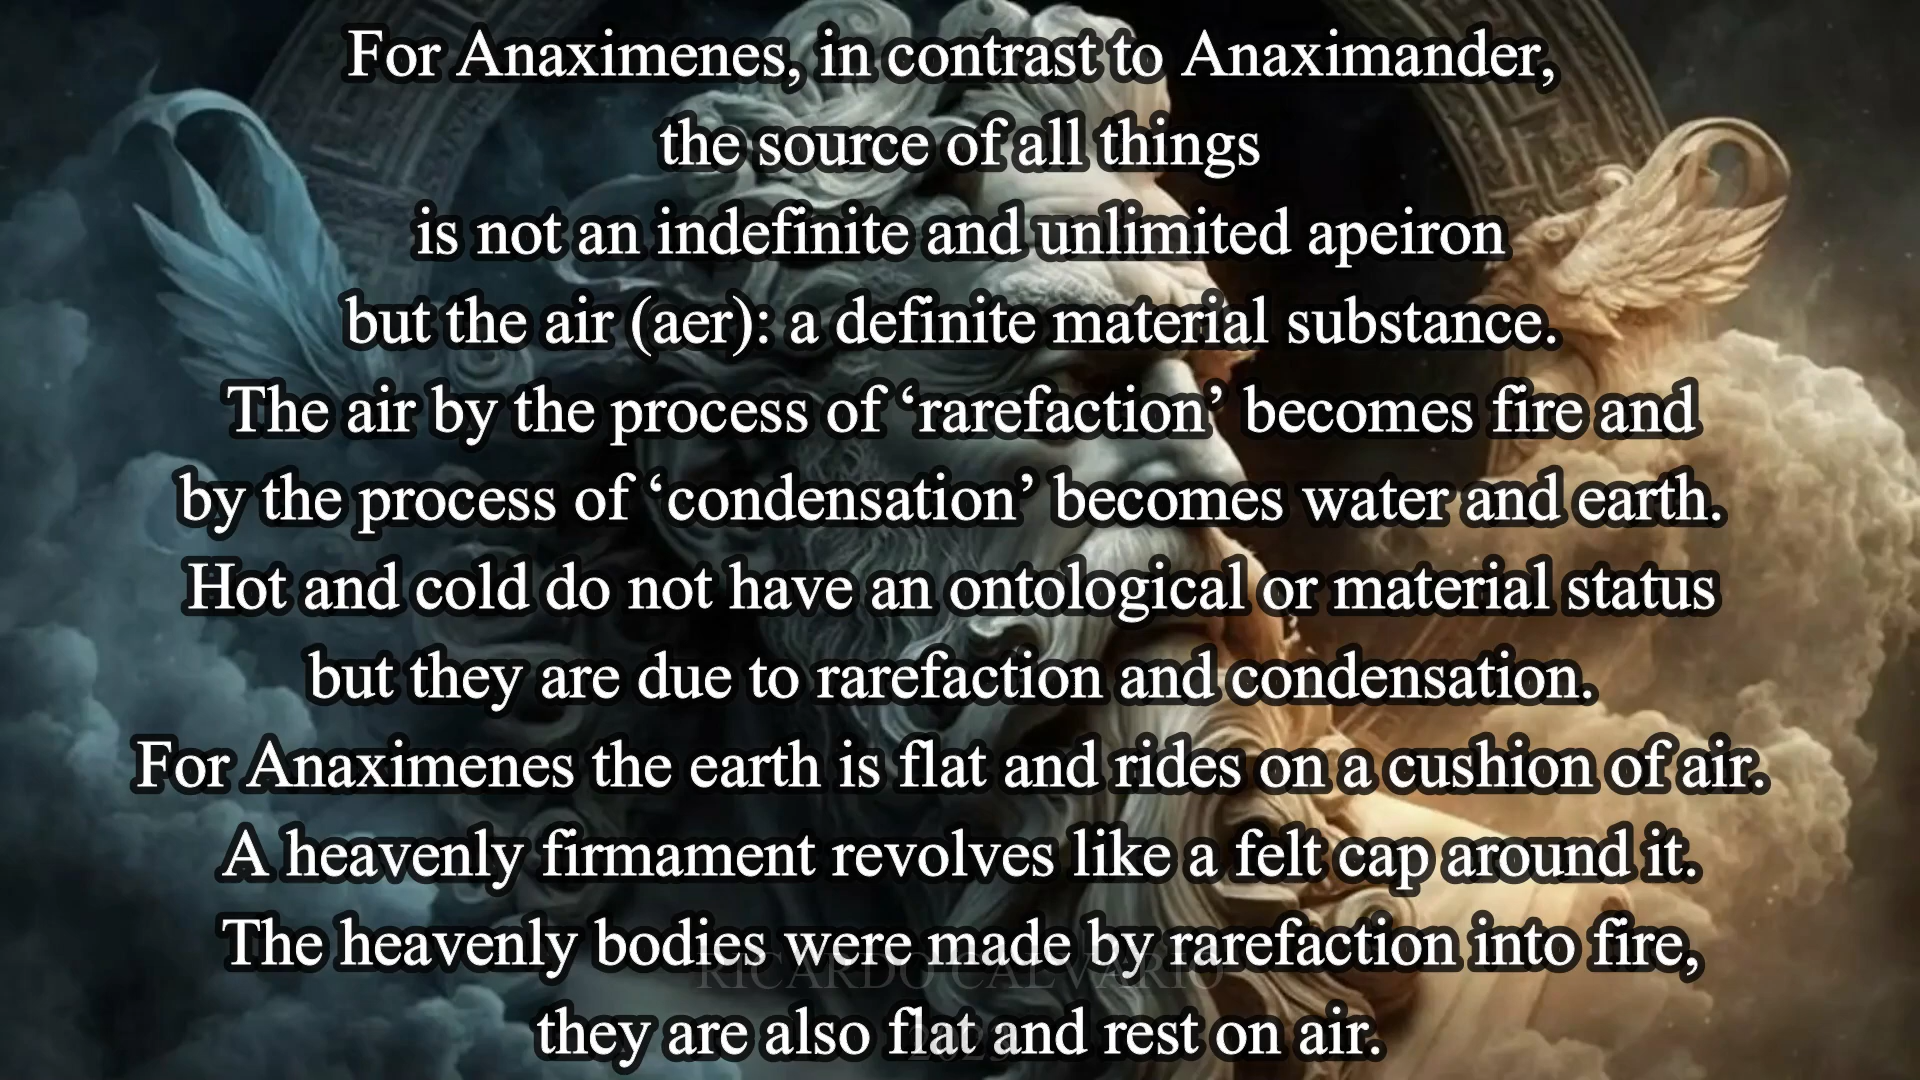 For Anaximenes, in contrast to Anaximander,
the source of all things
is not an indefinite and unlimited apeiron
but the air (aer): a definite material substance.
The air by the process of ‘rarefaction’ becomes fire and
by the process of ‘condensation’ becomes water and earth.
Hot and cold do not have an ontological or material status
but they are due to rarefaction and condensation.
For Anaximenes the earth is flat and rides on a cushion of air.
A heavenly firmament revolves like a felt cap around it.
The heavenly bodies were made by rarefaction into fire,
RICARDO CALVARIO
they are also flat and rest on air.